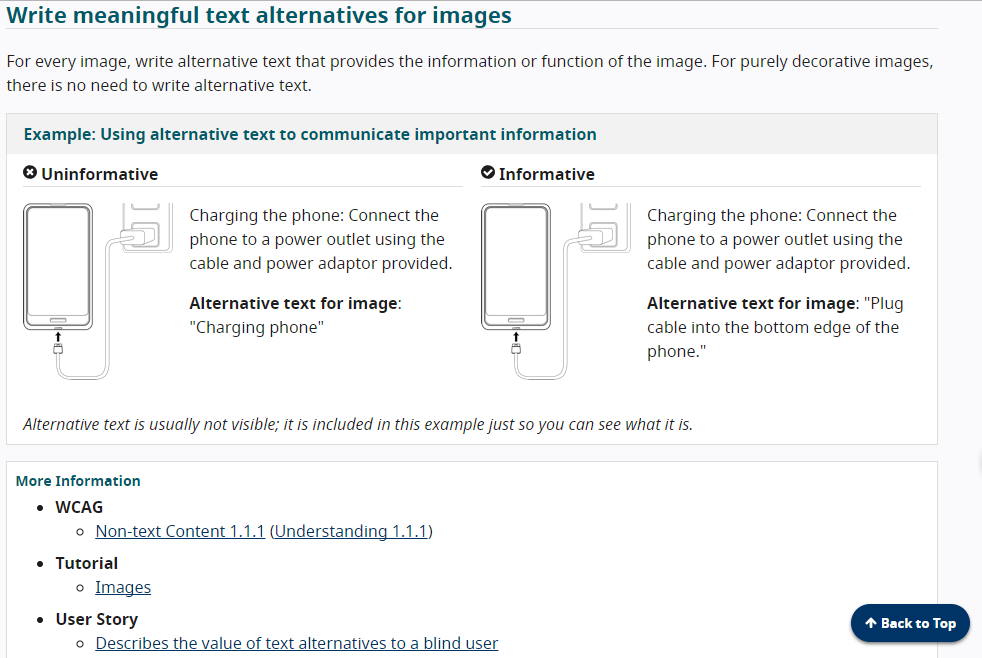 Write meaningful text alternatives for images
For every image, write alternative text that provides the information or function of the image. For purely decorative images,
there is no need to write alternative text.
Example: Using alternative text to communicate important information
Uninformative
Charging the phone: Connect the
phone to a power outlet using the
cable and power adaptor provided.
Alternative text for image:
"Charging phone"
Informative
Charging the phone: Connect the
phone to a power outlet using the
cable and power adaptor provided.
Alternative text for image: "Plug
cable into the bottom edge of the
phone."
Alternative text is usually not visible; it is included in this example just so you can see what it is.
More Information
WCAG
Non-text Content 1.1.1 (Understanding 1.1.1)
Tutorial
Images
User Story
Describes the value of text alternatives to a blind user
Back to Top